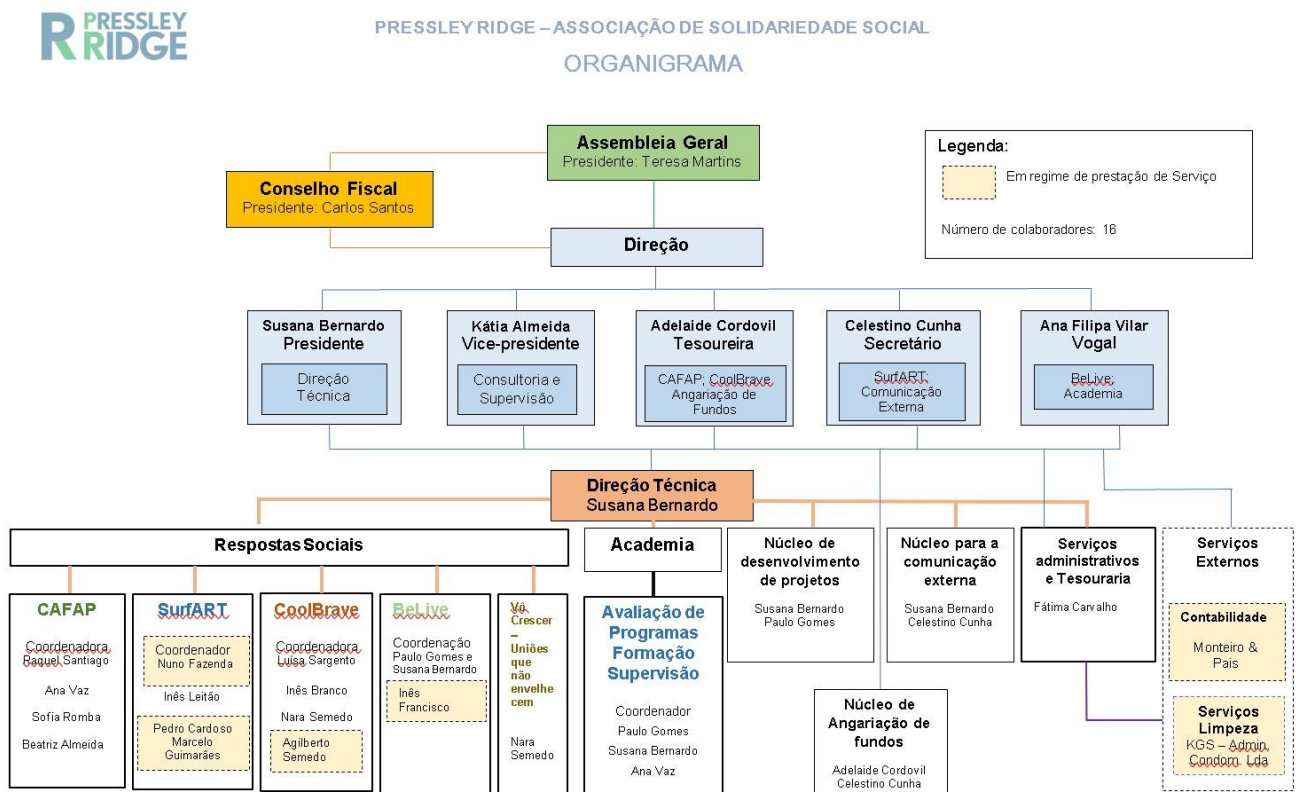 PRESSLEY
RIDGE
PRESSLEY RIDGE – ASSOCIAÇÃO DE SOLIDARIEDADE SOCIAL
ORGANIGRAMA
Assembleia Geral
Presidente: Teresa Martins
Conselho Fiscal
Presidente: Carlos Santos
Legenda:
Em regime de prestação de Serviço
Número de colaboradores: 16
Direção
Susana Bernardo
Presidente
Direção
Técnica
Kátia Almeida
Vice-presidente
Consultoria e
Supervisão
Adelaide Cordovil
Tesoureira
CAFAP; CoolBrave
Angariação de
Fundos
Celestino Cunha
Secretário
SurfART;
Comunicação
Externa
Ana Filipa Vilar
Vogal
BeLive;
Academia
Direção Técnica
Susana Bernardo
Respostas Sociais
CAFAP
Coordenadora
Raquel Santiago
Ana Vaz
Sofia Romba
Beatriz Almeida
SurfART
Coordenador
Nuno Fazenda
Inês Leitão
Pedro Cardoso
Marcelo
Guimarães
CoolBrave
Coordenadora
Luísa Sargento
Inês Branco
Nara Semedo
Agilberto
Semedo
BeLive
Coordenação
Paulo Gomes e
Susana Bernardo
Inês
Francisco
Vô
Crescer
–
Uniões
que
não
envelhe
cem
Nara
Semedo
Academia
Avaliação de
Programas
Formação
Supervisão
Coordenador
Paulo Gomes
Susana Bernardo
Ana Vaz
Núcleo de
desenvolvimento
de projetos
Susana Bernardo
Paulo Gomes
Núcleo de
Angariação de
fundos
Adelaide Cordovil
Celestino Cunha
Núcleo para a
comunicação
externa
Susana Bernardo
Celestino Cunha
Serviços
administrativos
e Tesouraria
Fátima Carvalho
Serviços
Externos
Contabilidade
Monteiro &
Pais
Serviços
Limpeza
KGS – Admin.
Condom. Lda